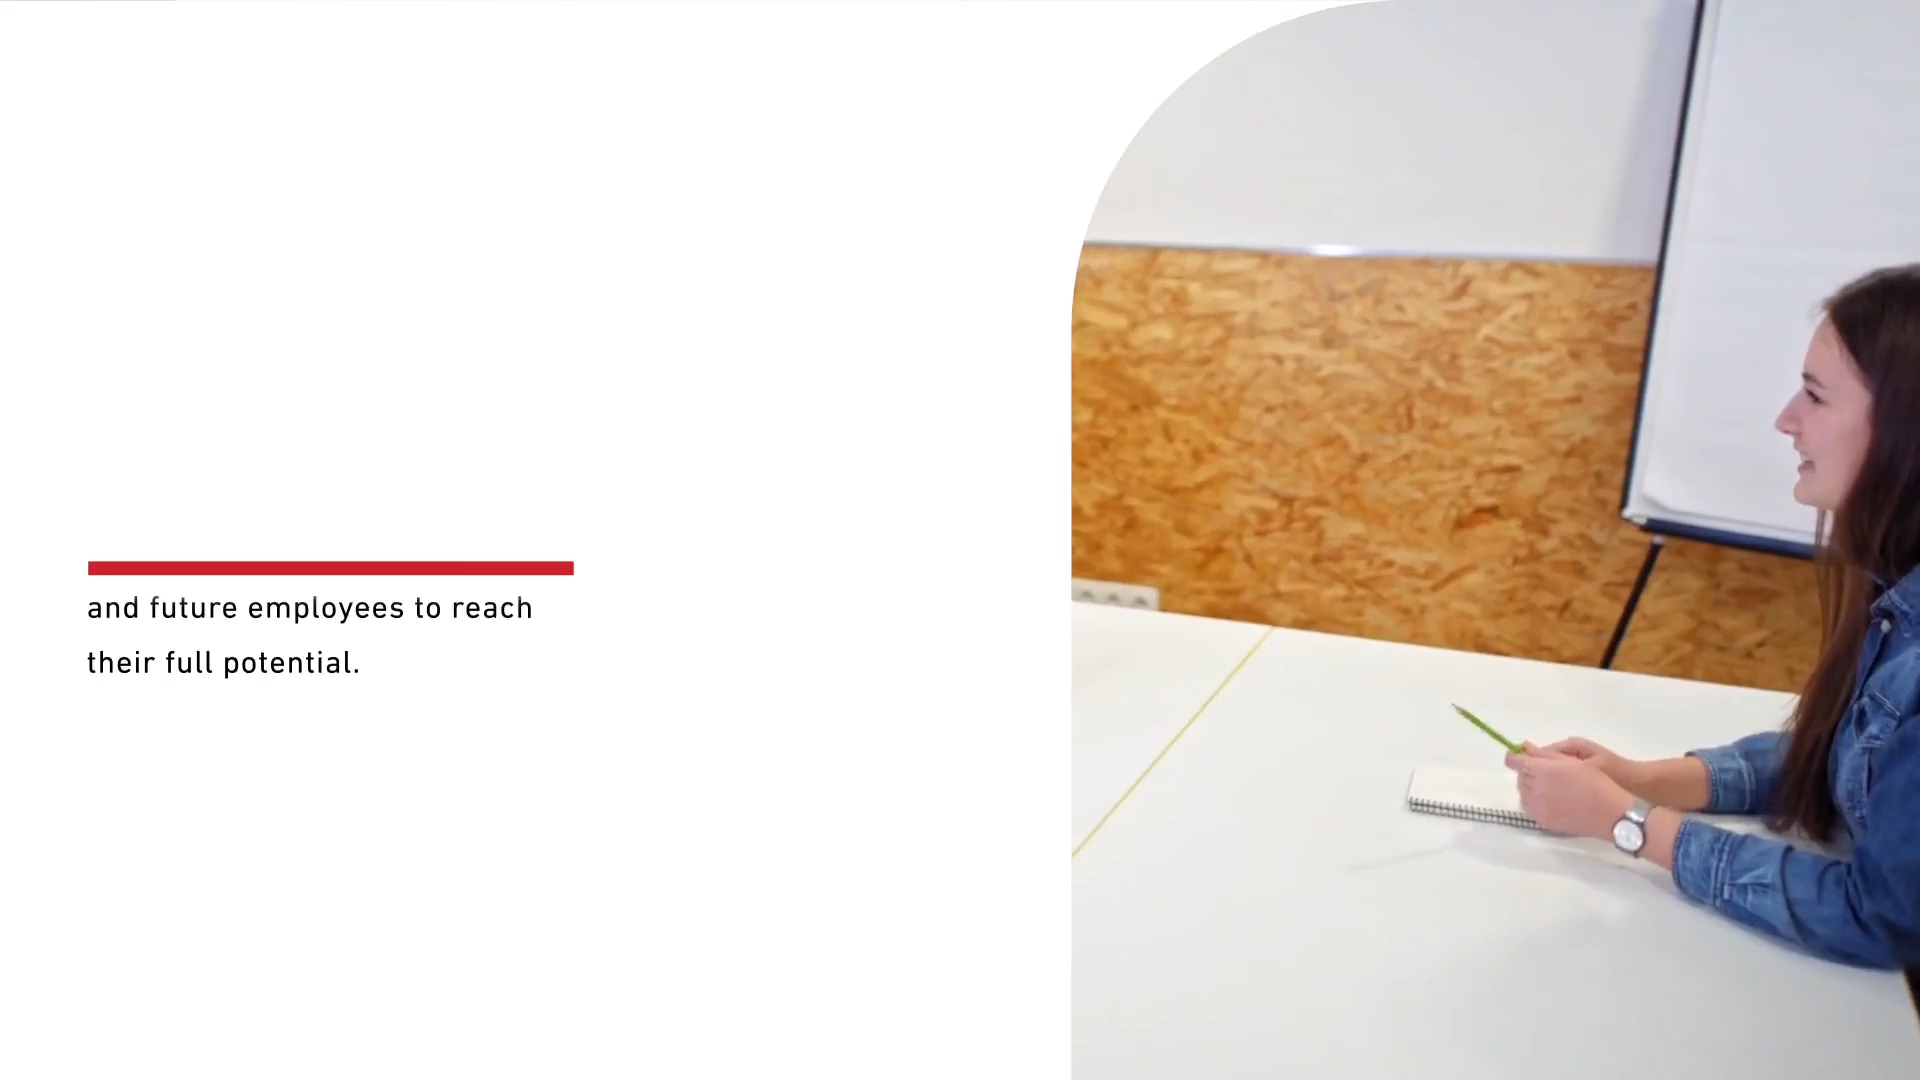 and future employees to reach
their full potential.